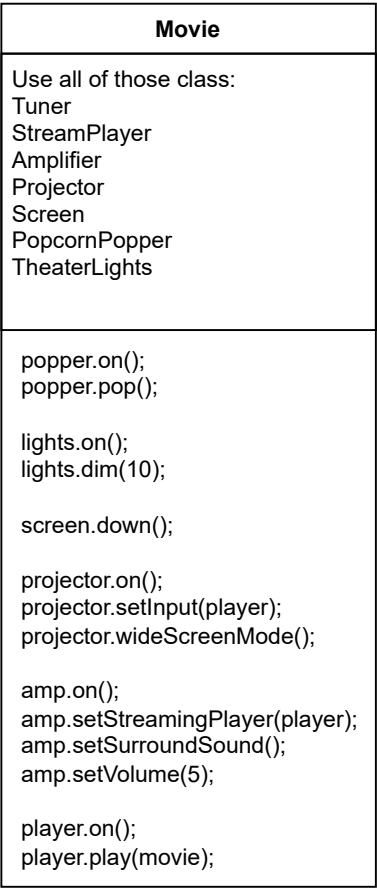 Movie
Use all of those class:
Tuner
StreamPlayer
Amplifier
Projector
Screen
PopcornPopper
TheaterLights
popper.on();
popper.pop();
lights.on();
lights.dim(10);
screen.down();
projector.on();
projector.setInput(player);
projector.wideScreenMode();
amp.on();
amp.setStreamingPlayer(player);
amp.setSurroundSound();
amp.setVolume(5);
player.on();
player.play(movie);